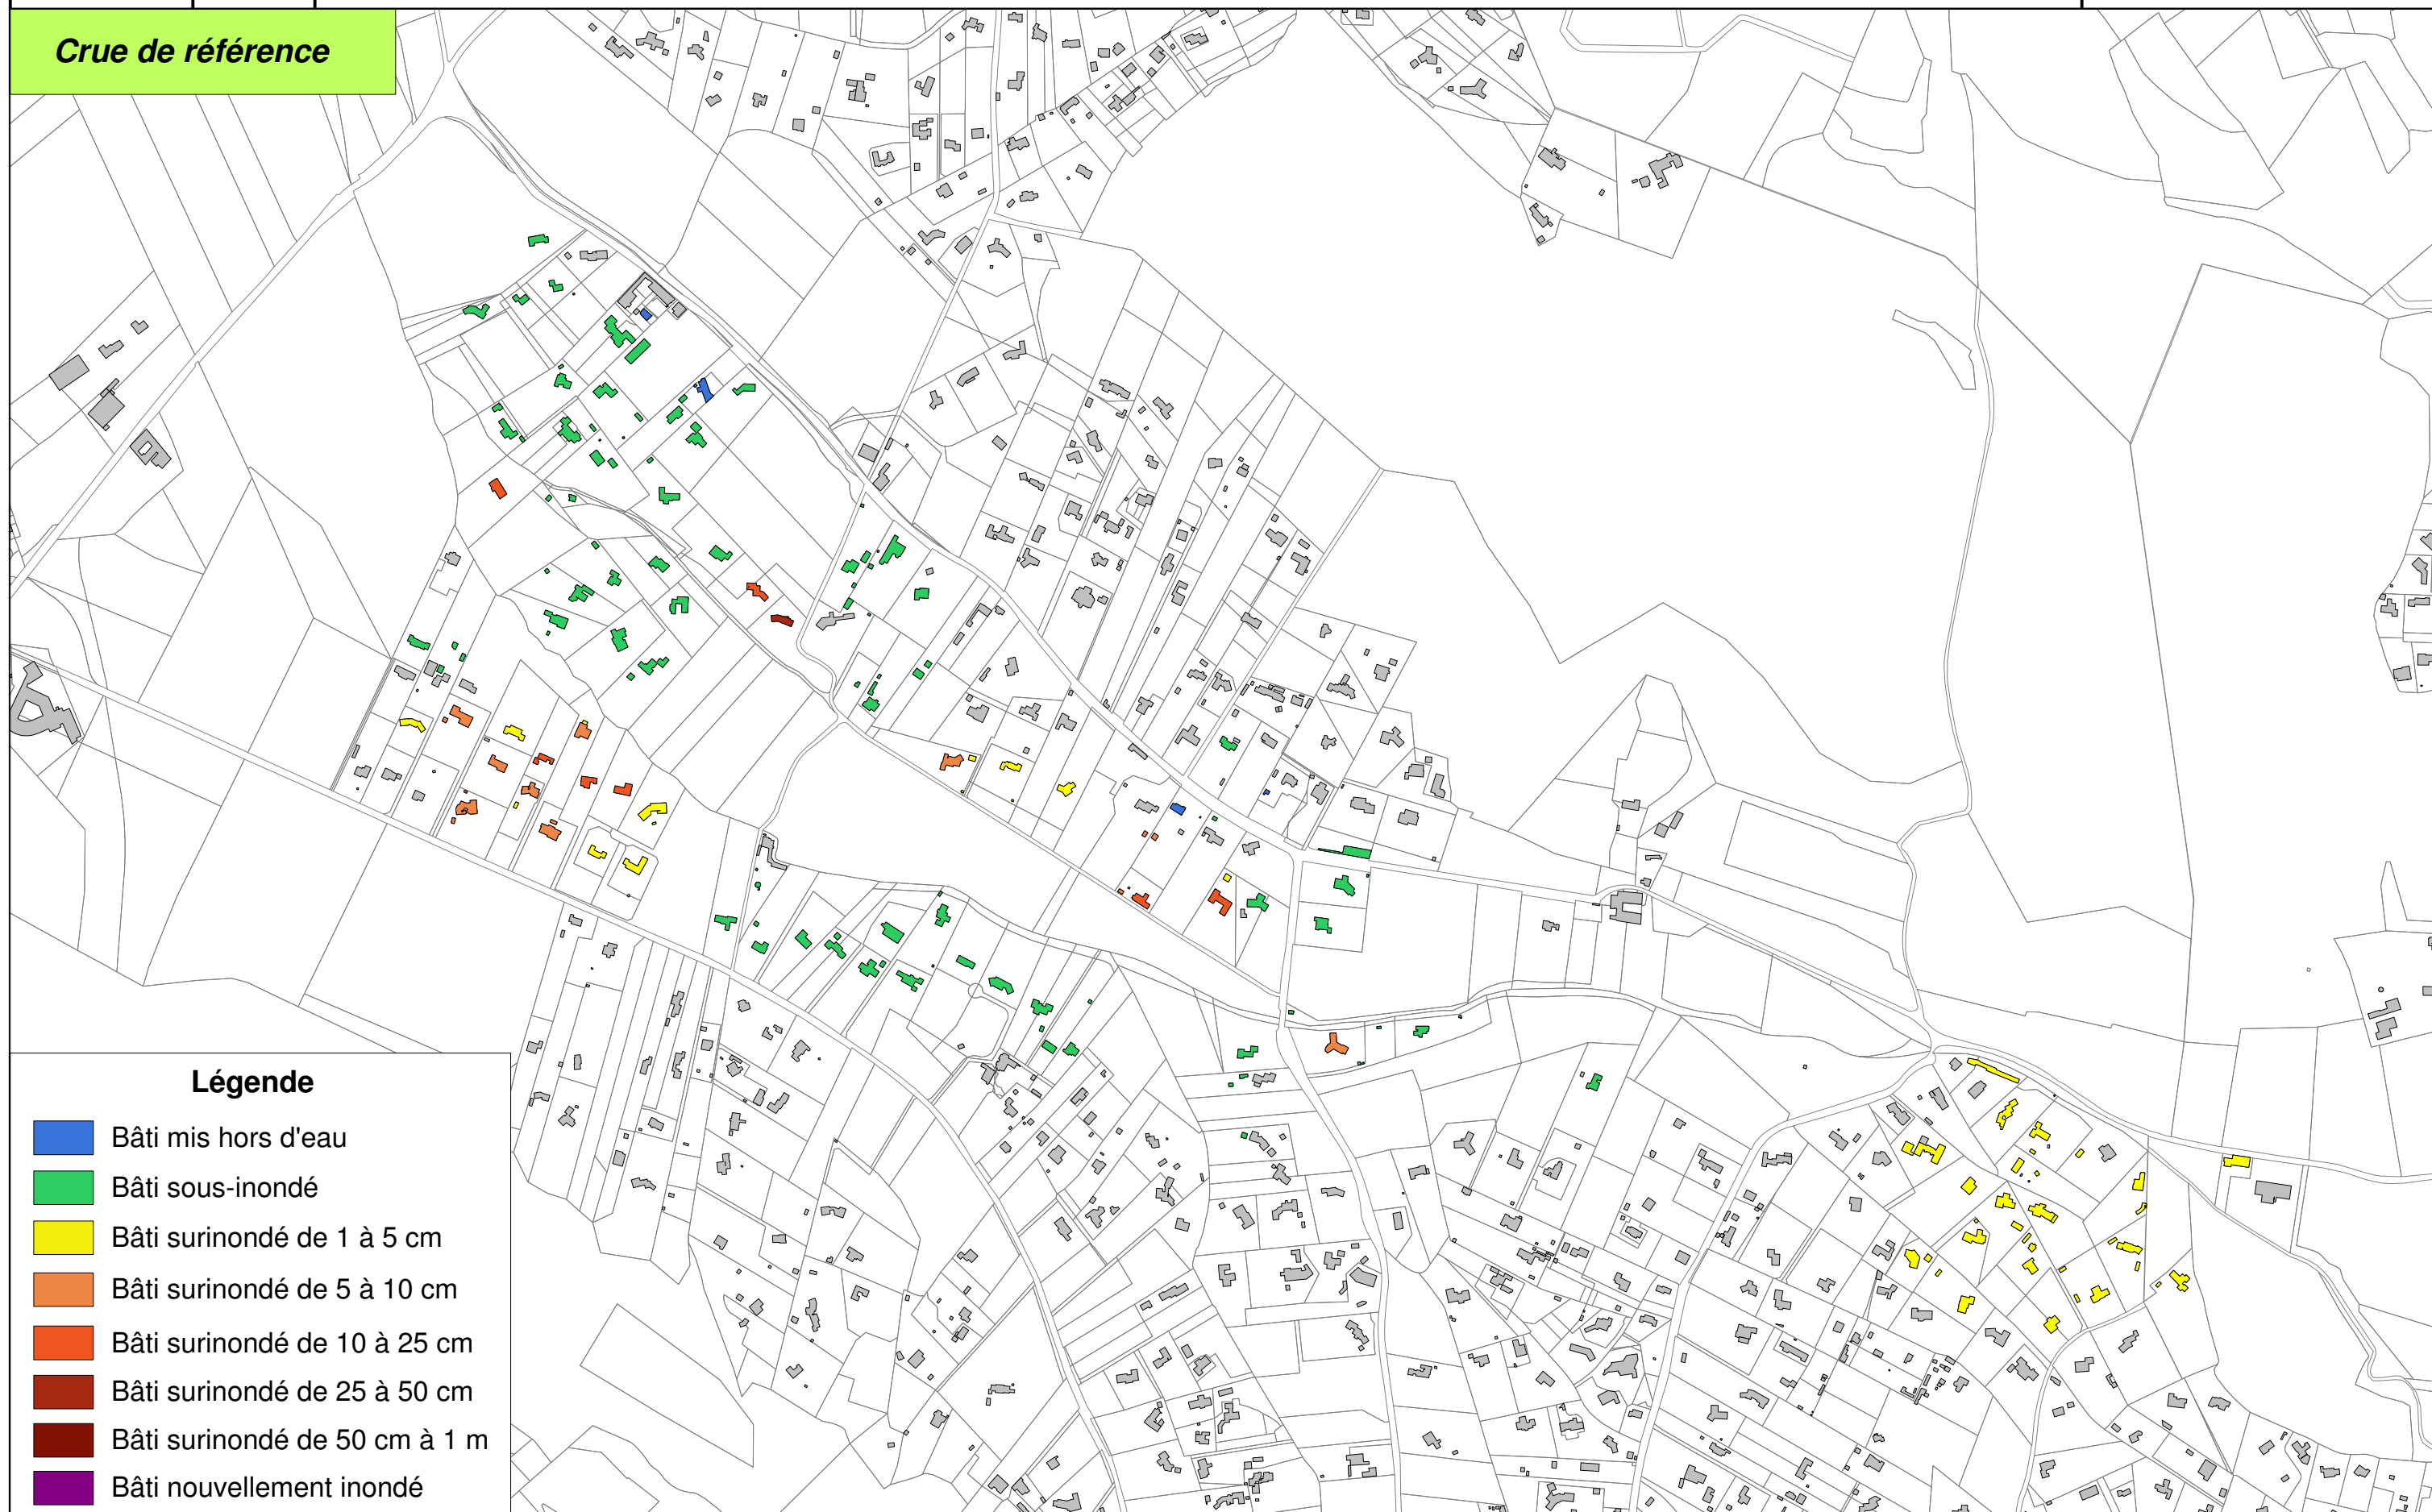 Crue de référence
Légende
Bâti mis hors d'eau
Bâti sous-inondé
Bâti surinondé de 1 à 5 cm
Bâti surinondé de 5 à 10 cm
Bâti surinondé de 10 à 25 cm
Bâti surinondé de 25 à 50 cm
Bâti surinondé de 50 cm à 1 m
Bâti nouvellement inondé